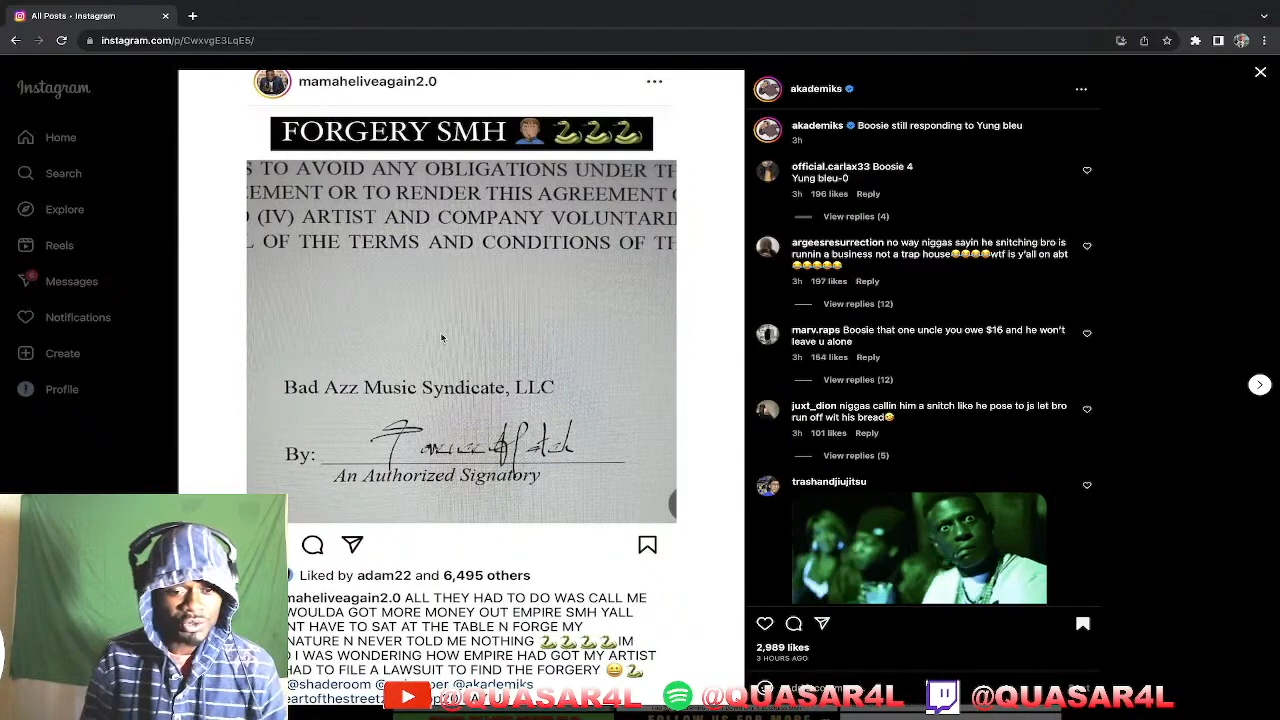 All Posts • Instagram
instagram.com/p/CwxvgE3LqE5/
Instagram
Home
Search
Explore
Reels
6
Messages
Notifications
Create
Profile
mamaheliveagain2.0
FORGERY SMH 🤦🏽‍♂️ 🐍🐍🐍
S TO AVOID ANY OBLIGATIONS UNDER TH
EEMENT OR TO RENDER THIS AGREEMENT
(IV) ARTIST AND COMPANY VOLUNTARI
L OF THE TERMS AND CONDITIONS OF TH
Bad Azz Music Syndicate, LLC
By:
An Authorized Signatory
Liked by adam22 and 6,495 others
maheliveagain2.0 ALL THEY HAD TO DO WAS CALL ME
WOULDA GOT MORE MONEY OUT EMPIRE SMH YALL
NT HAVE TO SAT AT THE TABLE N FORGE MY
NATURE N NEVER TOLD ME NOTHING 🐍🐍🐍🐍IM
I WAS WONDERING HOW EMPIRE HAD GOT MY ARTIST
HAD TO FILE A LAWSUIT TO FIND THE FORGERY 😀🐍
@shaderoom @akademiks
akademiks
akademiks Boosie still responding to Yung bleu
3h
official.carlax33 Boosie 4
Yung bleu-0
3h 196 likes Reply
View replies (4)
argeesresurrection no way niggas sayin he snitching bro is
runnin a business not a trap house😂😂😂😂wtf is y'all on abt
😂😂😂😂😂
3h 197 likes Reply
View replies (12)
marv.raps Boosie that one uncle you owe $16 and he won't
leave u alone
3h 154 likes Reply
View replies (12)
juxt_dion niggas callin him a snitch like he pose to js let bro
run off wit his bread🤣
3h 101 likes Reply
View replies (5)
trashandjiujitsu
2,989 likes
3 HOURS AGO
@QUASAR4L @QUASAR4L @QUASAR4L